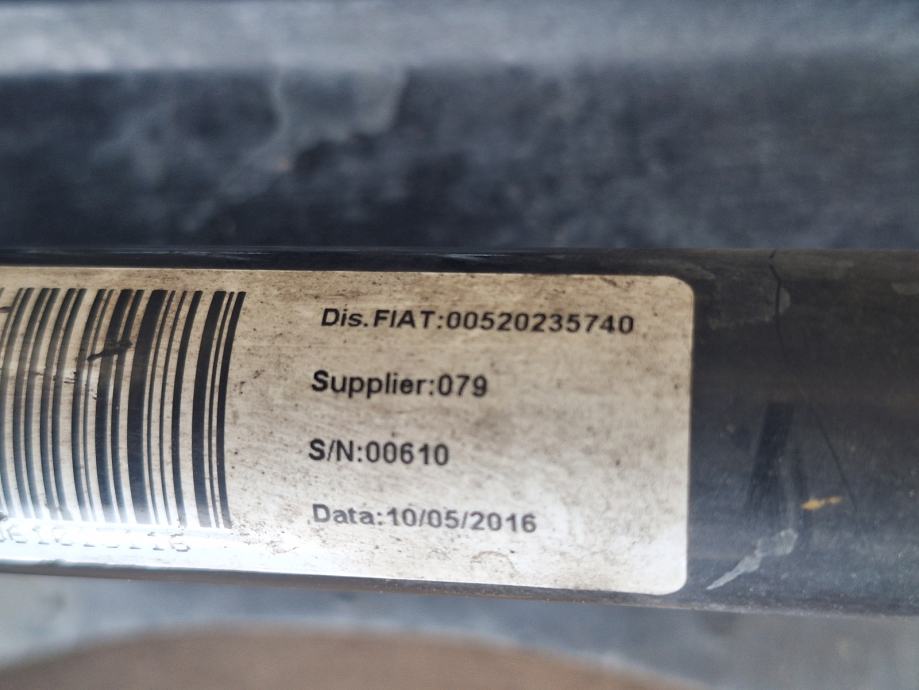 Dis.FIAT:00520235740
Supplier:079
S/N:00610
Data:10/05/2016